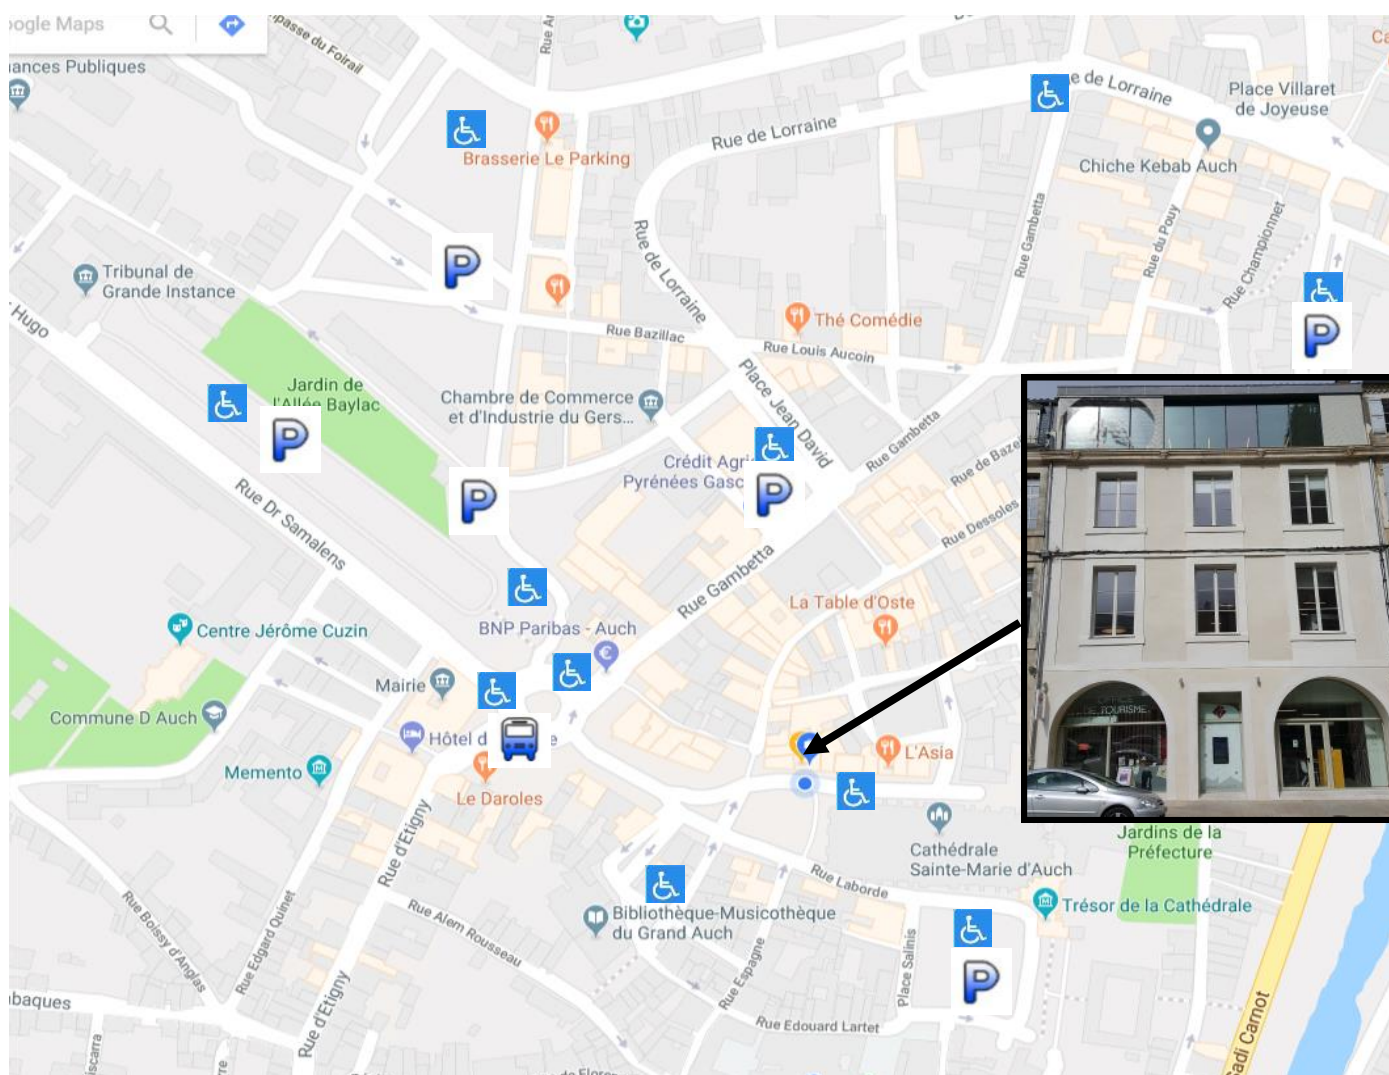 oogle Maps
passe du Foirail
Rue
ances Publiques
Brasserie Le Parking
Rue de Lorraine
e de Lorraine
Place Villaret
de Joyeuse
Chiche Kebab Auch
Tribunal de
Grande Instance
Hugo
P
Rue de Lorraine
Rue Gambetta
Rue du Pouy
Rue Championnet
Thé Comédie
Rue Bazillac
Rue Louis Aucoin
P
Jardin de
l'Allée Baylac
P
Chambre de Commerce
et d'Industrie du Gers...
Place Jean David
Rue Gambetta
Rue de Baze
Crédit Agri
Pyrénées Gasc
P
P
Rue Dessoles
Rue Dr Samalens
Rue Gambetta
La Table d'Oste
Centre Jérôme Cuzin
BNP Paribas - Auch
Mairie
Commune D Auch
Hôtel d
e
TOURISME
L'Asia
Memento
Le Daroles
Rue d'Etigny
Cathédrale
Sainte-Marie d'Auch
Jardins de la
Préfecture
Rue Laborde
Trésor de la Cathédrale
Bibliothèque-Musicothèque
du Grand Auch
Rue Boissy d'Anglas
Rue Edgard Quinet
Rue Alem Rousseau
Rue Espagne
Place Salinis
P
baques
Rue d'Etigny
Rue Edouard Lartet
adi Carnot
iscarra